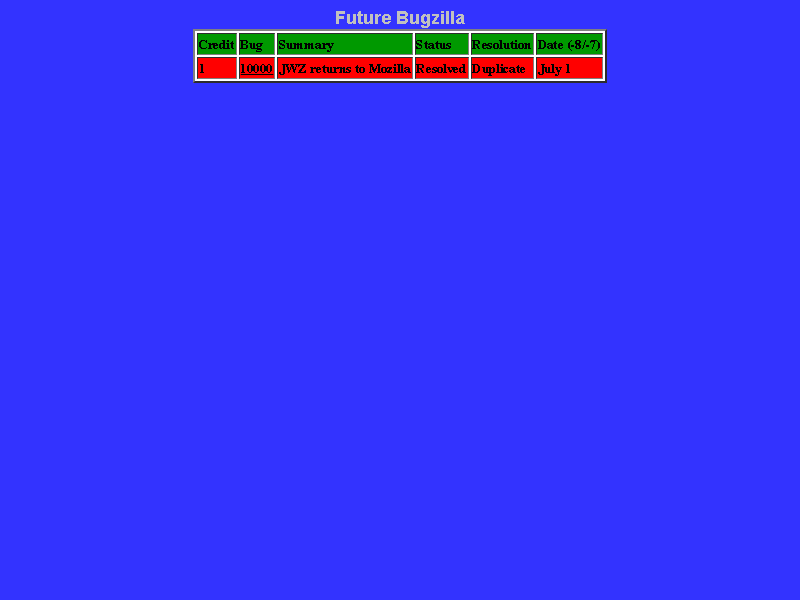 Future Bugzilla
Credit Bug Summary Status Resolution Date (-8/-7)
1 10000 JWZ returns to Mozilla Resolved Duplicate July 1